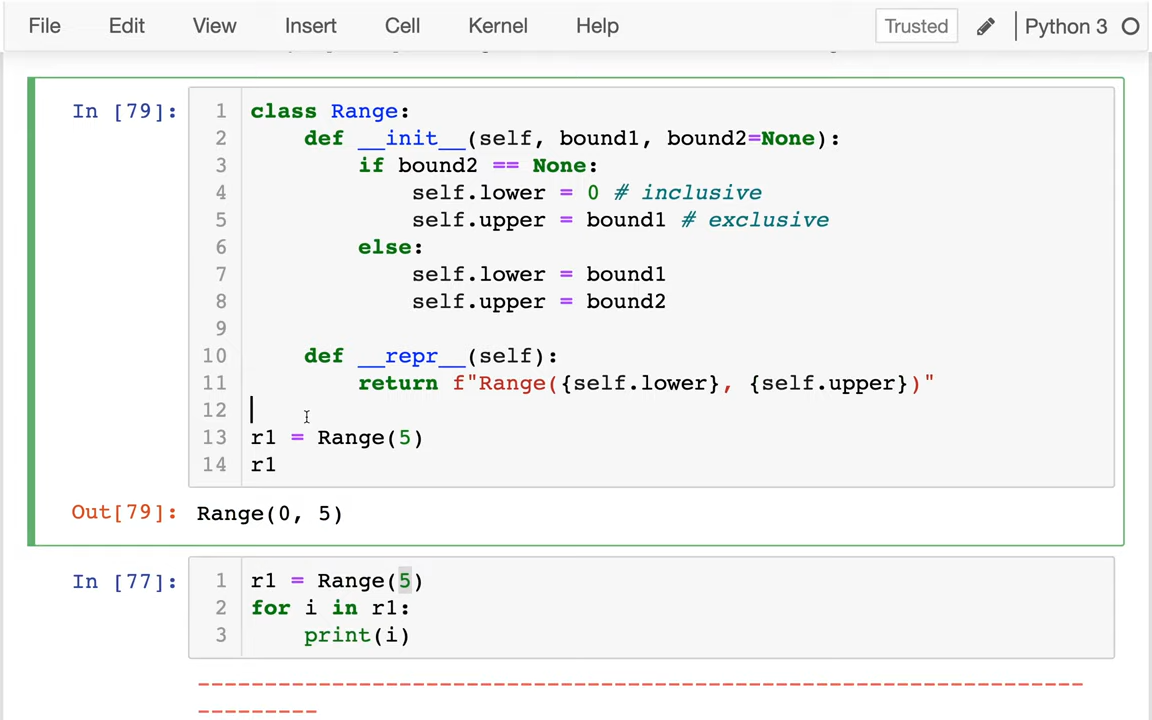 File Edit View Insert Cell Kernel Help Trusted Python 3
In [79]:
1 class Range:
2     def __init__(self, bound1, bound2=None):
3         if bound2 == None:
4             self.lower = 0 # inclusive
5             self.upper = bound1 # exclusive
6         else:
7             self.lower = bound1
8             self.upper = bound2
9
10     def __repr__(self):
11         return f"Range({self.lower}, {self.upper})"
12
13 r1 = Range(5)
14 r1
Out[79]: Range(0, 5)
In [77]:
1 r1 = Range(5)
2 for i in r1:
3     print(i)